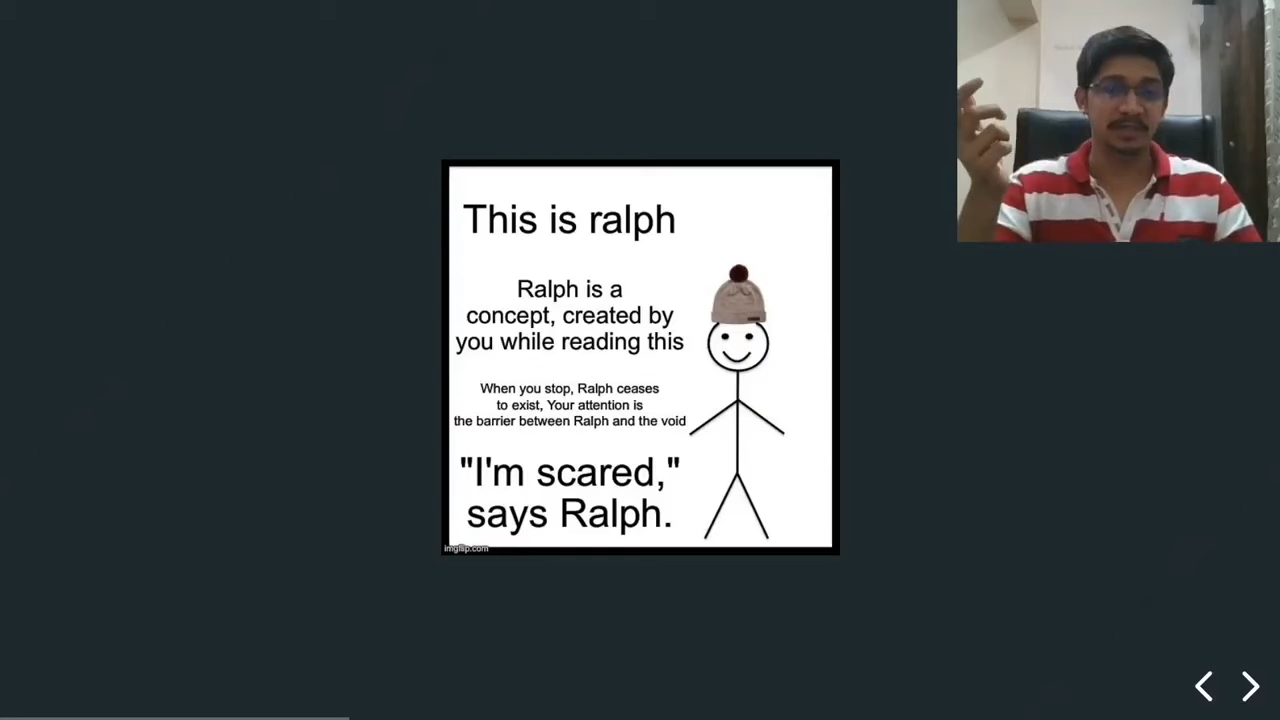 This is ralph
Ralph is a
concept, created by
you while reading this
When you stop, Ralph ceases
to exist, Your attention is
the barrier between Ralph and the void
"I'm scared,"
says Ralph.
imgflip.com